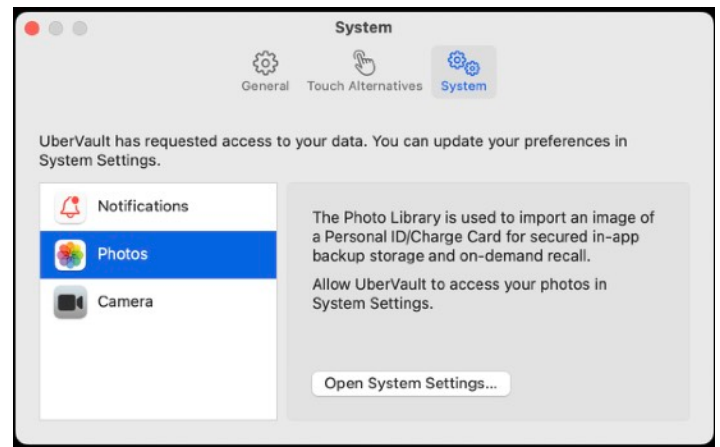 System
General
Touch Alternatives
System
UberVault has requested access to your data. You can update your preferences in
System Settings.
Notifications
Photos
Camera
The Photo Library is used to import an image of
a Personal ID/Charge Card for secured in-app
backup storage and on-demand recall.
Allow UberVault to access your photos in
System Settings.
Open System Settings...